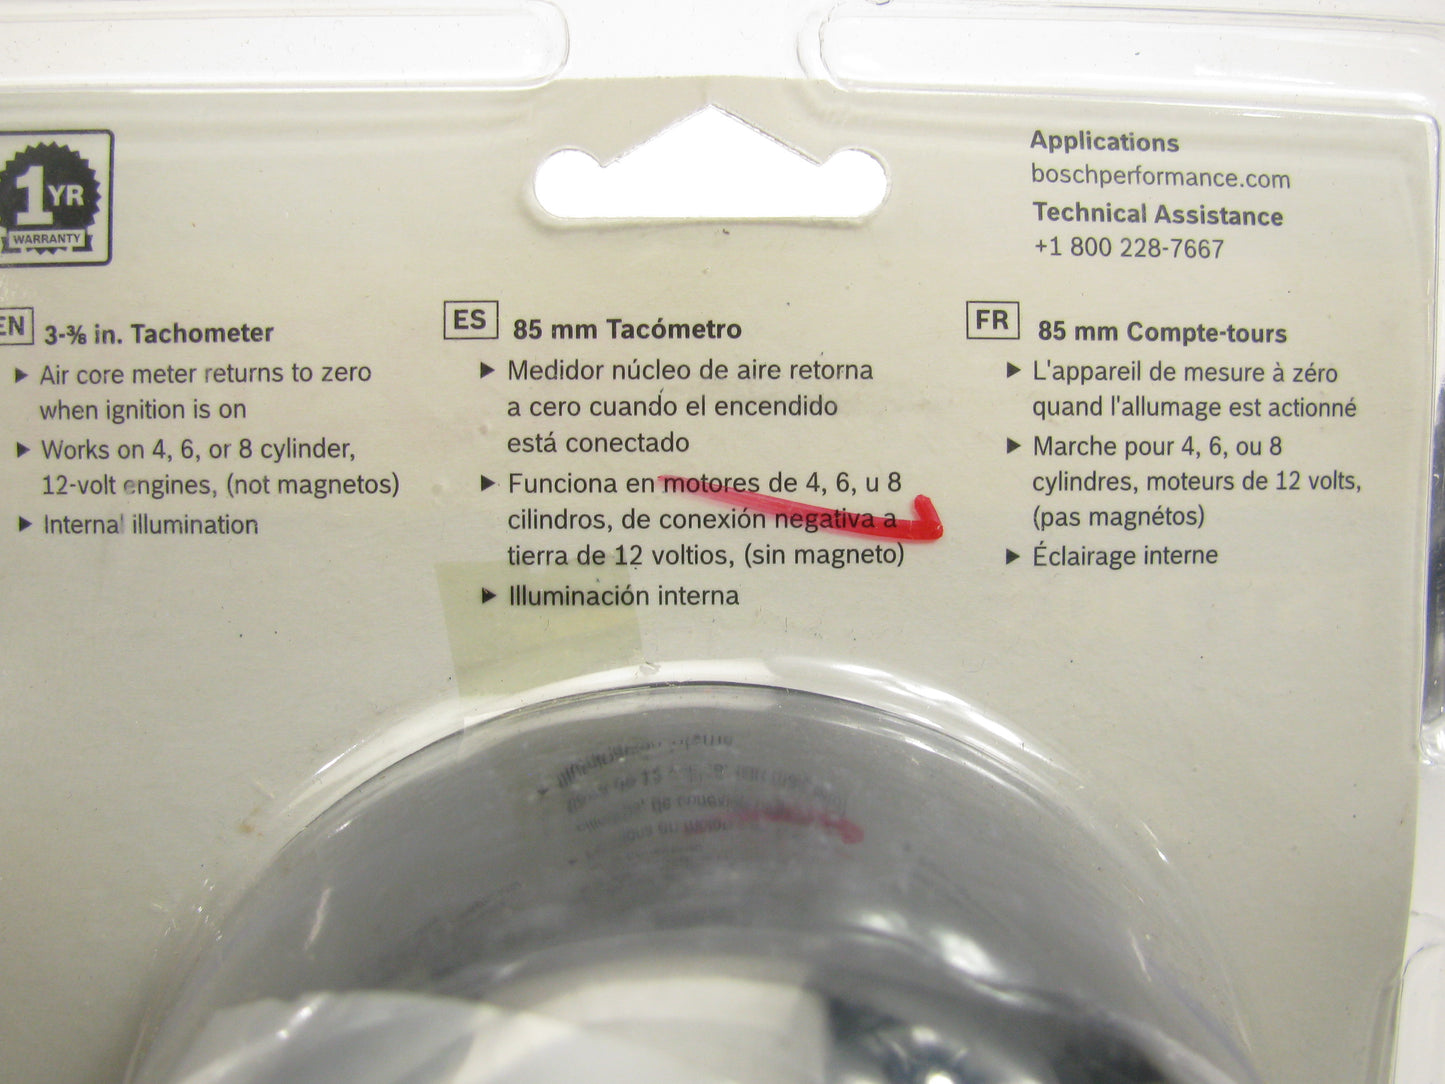 1 YR
WARRANTY
Applications
boschperformance.com
Technical Assistance
+1 800 228-7667
EN 3-⅜ in. Tachometer
▶ Air core meter returns to zero
when ignition is on
▶ Works on 4, 6, or 8 cylinder,
12-volt engines, (not magnetos)
▶ Internal illumination
ES 85 mm Tacómetro
▶ Medidor núcleo de aire retorna
a cero cuando el encendido
está conectado
▶ Funciona en motores de 4, 6, u 8
cilindros, de conexión negativa a
tierra de 12 voltios, (sin magneto)
▶ Illuminación interna
FR 85 mm Compte-tours
▶ L'appareil de mesure à zéro
quand l'allumage est actionné
▶ Marche pour 4, 6, ou 8
cylindres, moteurs de 12 volts,
(pas magnétos)
▶ Éclairage interne